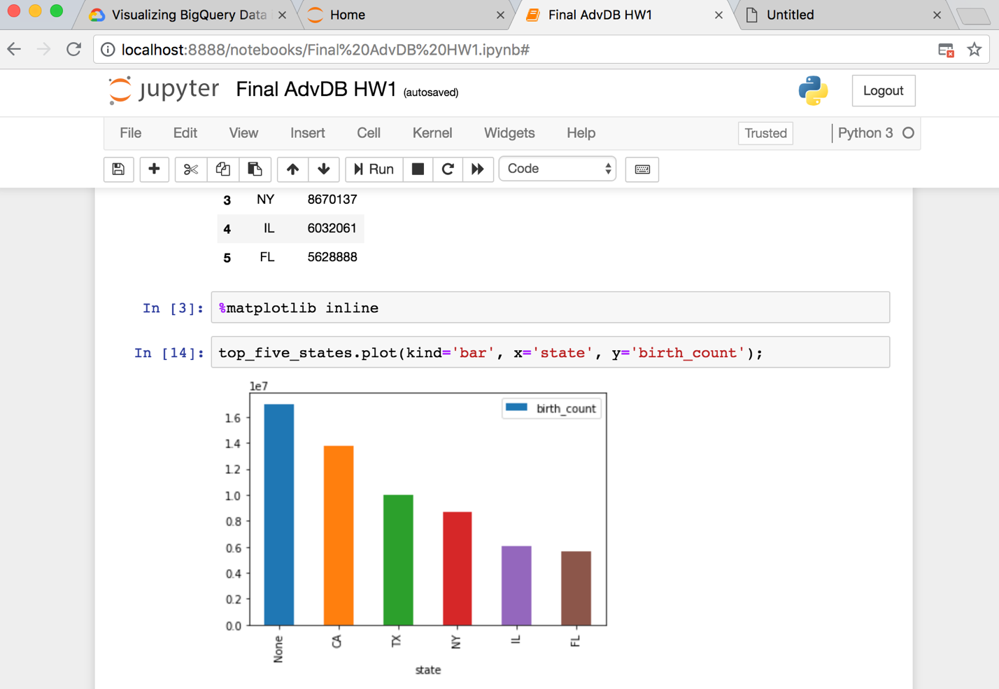 Visualizing BigQuery Data
Home
Final AdvDB HW1
Untitled
localhost:8888/notebooks/Final%20AdvDB%20HW1.ipynb#
jupyter Final AdvDB HW1 (autosaved)
Logout
File Edit View Insert Cell Kernel Widgets Help
Trusted
Python 3
Run
Code
3 NY 8670137
4 IL 6032061
5 FL 5628888
In [3]: %matplotlib inline
In [14]: top_five_states.plot(kind='bar', x='state', y='birth_count');
1e7
birth_count
1.6
1.4
1.2
1.0
0.8
0.6
0.4
0.2
0.0
None CA TX NY IL FL
state